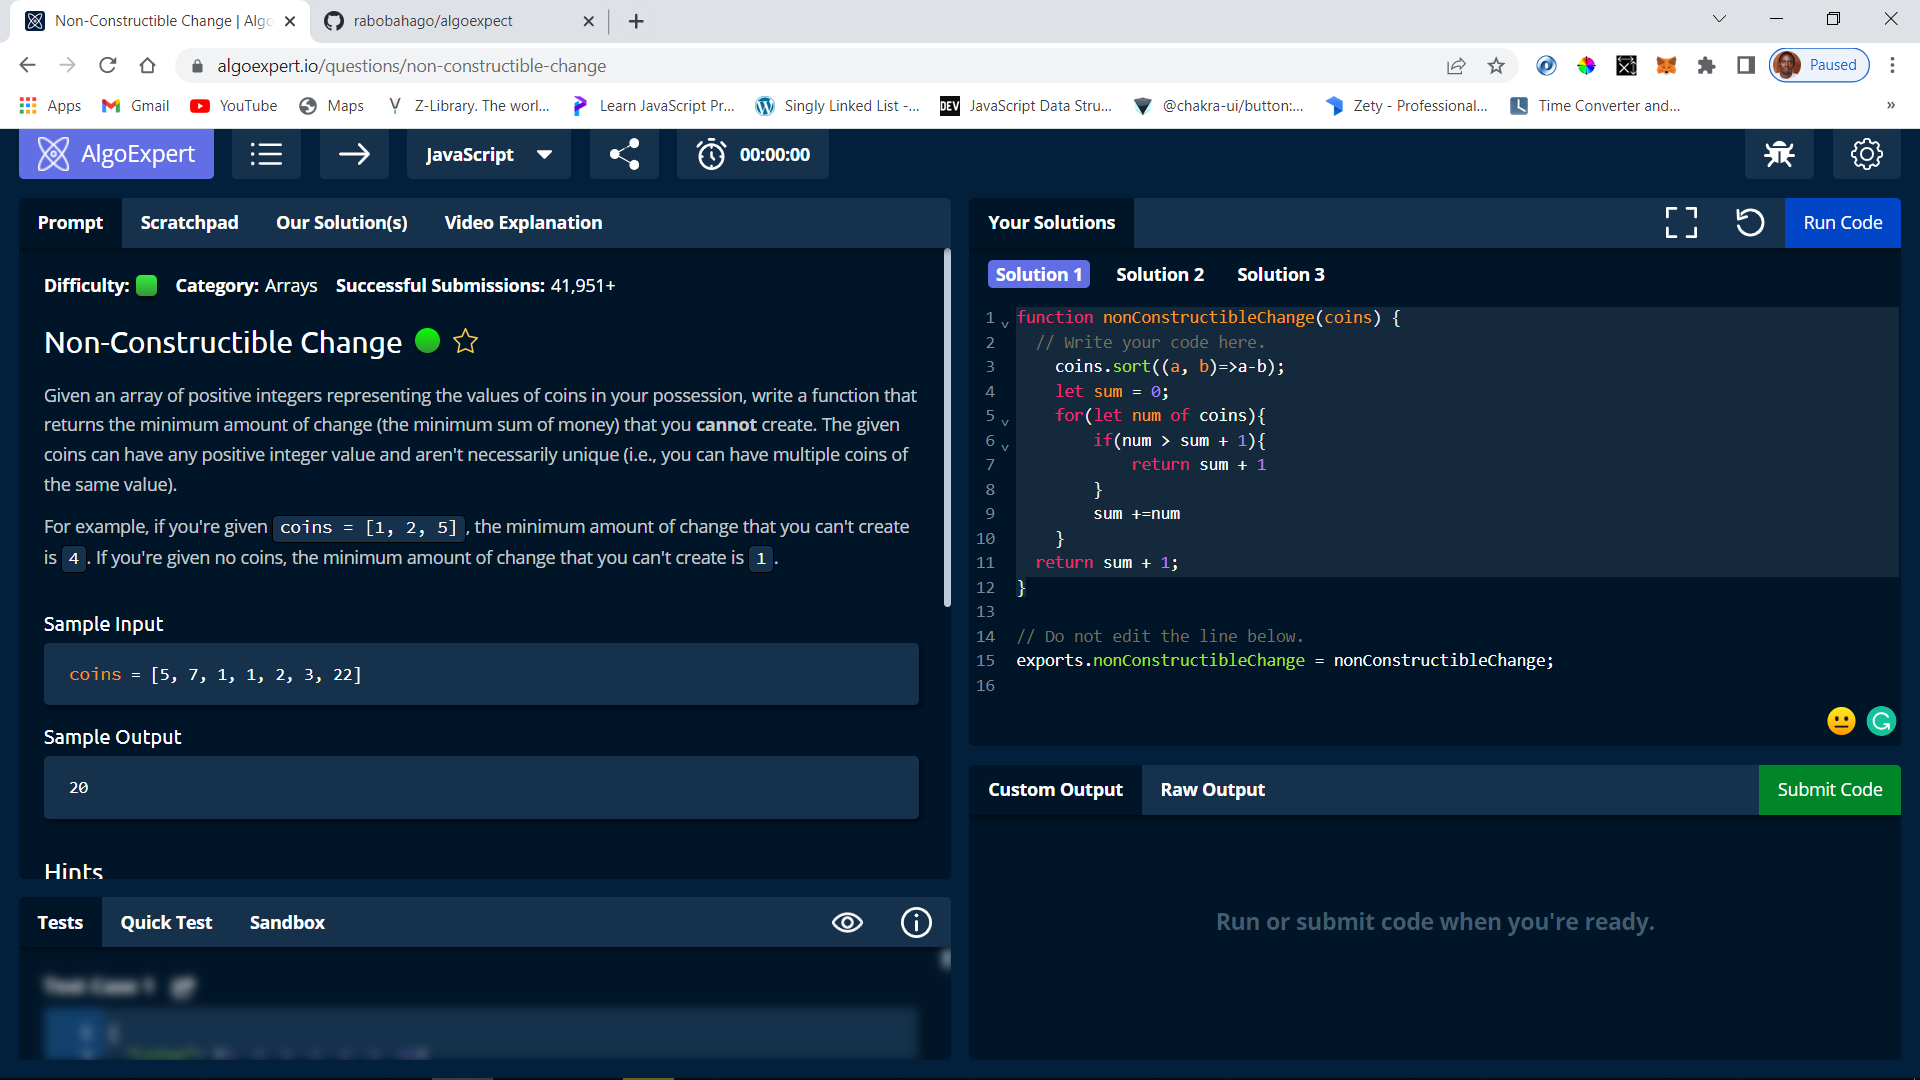 Non-Constructible Change | Algo
rabobahago/algoexpect
algoexpert.io/questions/non-constructible-change
Paused
Apps
Gmail
YouTube
Maps
Z-Library. The worl...
Learn JavaScript Pr...
Singly Linked List -...
DEV
JavaScript Data Stru...
@chakra-ui/button:...
Zety - Professional...
Time Converter and...
»
AlgoExpert
JavaScript
00:00:00
Prompt
Scratchpad
Our Solution(s)
Video Explanation
Difficulty:
Category: Arrays
Successful Submissions: 41,951+
Non-Constructible Change
Given an array of positive integers representing the values of coins in your possession, write a function that
returns the minimum amount of change (the minimum sum of money) that you cannot create. The given
coins can have any positive integer value and aren't necessarily unique (i.e., you can have multiple coins of
the same value).
For example, if you're given coins = [1, 2, 5], the minimum amount of change that you can't create
is 4. If you're given no coins, the minimum amount of change that you can't create is 1.
Sample Input
coins = [5, 7, 1, 1, 2, 3, 22]
Sample Output
20
Hints
Tests
Quick Test
Sandbox
Your Solutions
Run Code
Solution 1
Solution 2
Solution 3
1 function nonConstructibleChange(coins) {
2 // Write your code here.
3 coins.sort((a, b)=>a-b);
4 let sum = 0;
5 for(let num of coins){
6 if(num > sum + 1){
7 return sum + 1
8 }
9 sum +=num
10 }
11 return sum + 1;
12 }
13
14 // Do not edit the line below.
15 exports.nonConstructibleChange = nonConstructibleChange;
16
Custom Output
Raw Output
Submit Code
Run or submit code when you're ready.